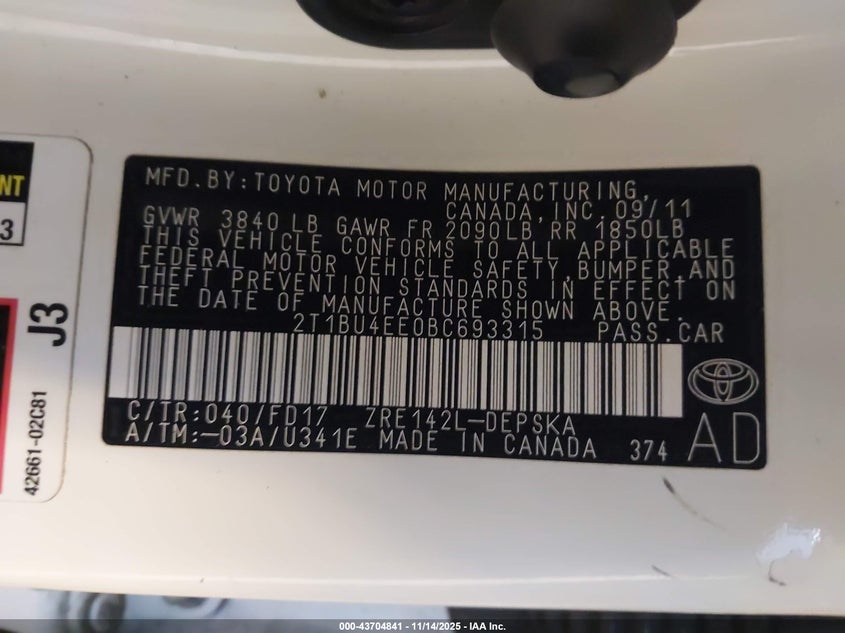 MFD.BY:TOYOTA MOTOR MANUFACTURING,
CANADA,INC.09/11
GVWR 3840 LB GAWR FR 2090LB RR 1850LB
THIS VEHICLE CONFORMS TO ALL APPLICABLE
FEDERAL MOTOR VEHICLE SAFETY,BUMPER,AND
THEFT PREVENTION STANDARDS IN EFFECT ON
THE DATE OF MANUFACTURE SHOWN ABOVE.
2T1BU4EE0BC693315 PASS.CAR
C/TR:040/FD17 ZRE142L-DEPSKA
A/TM:-03A/U341E MADE IN CANADA 374 AD
NT
3
J3
42661-02C81
000-43704841 - 11/14/2025 - IAA Inc.